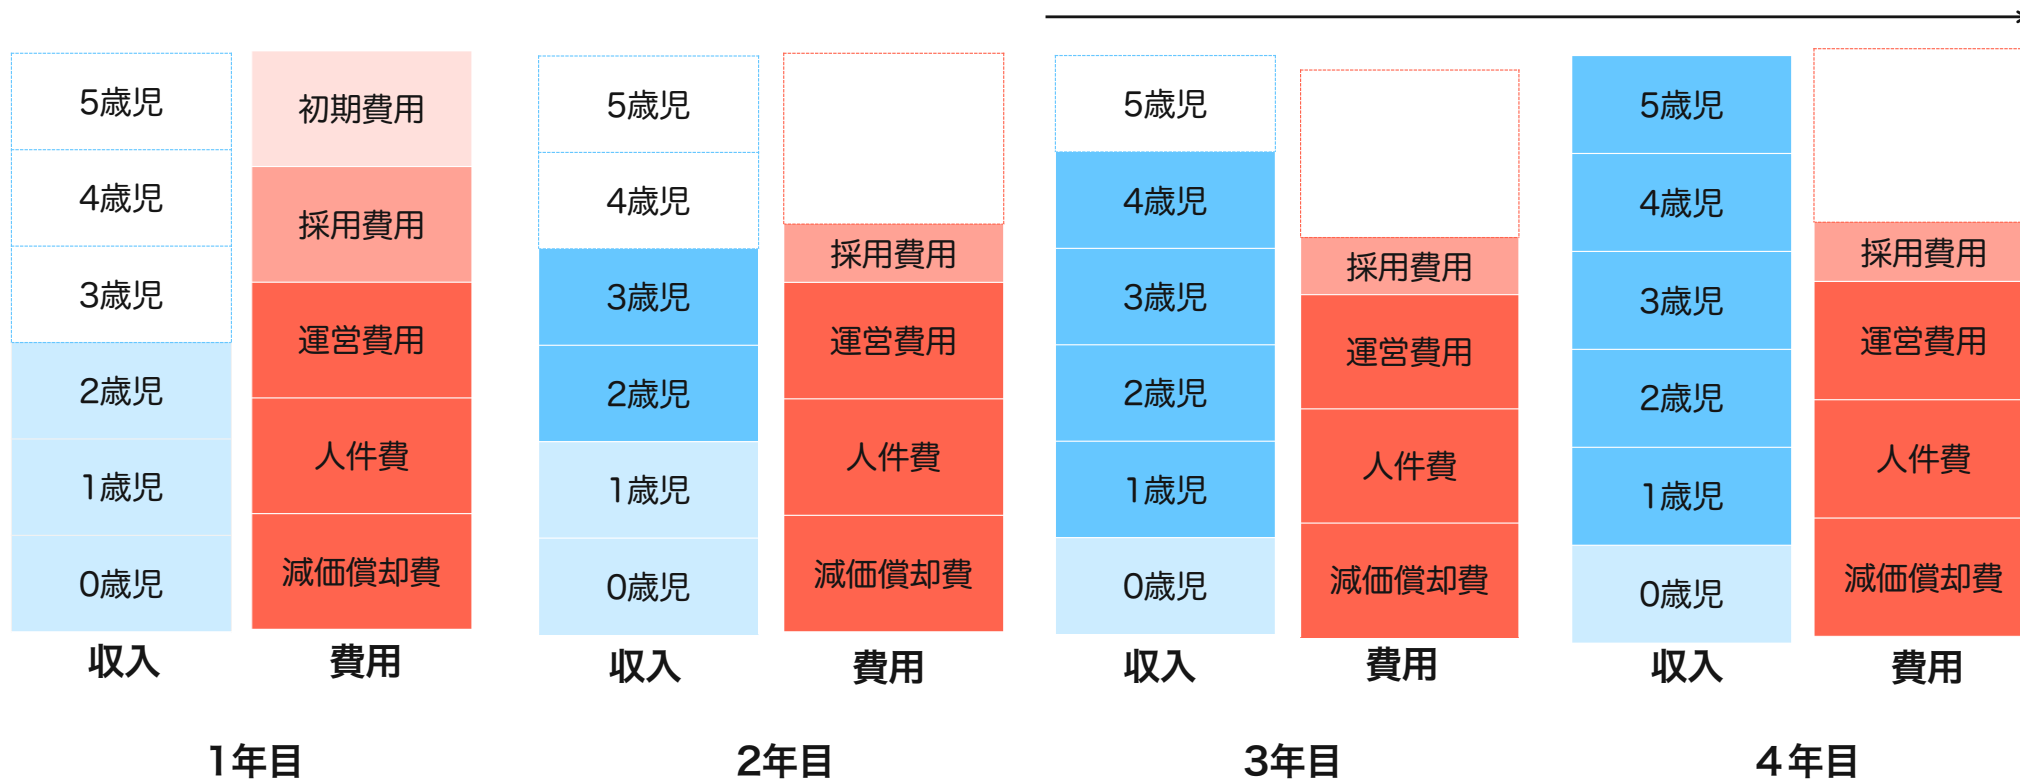 5歳児
4歳児
3歳児
2歳児
1歳児
0歳児
収入
初期費用
採用費用
運営費用
人件費
減価償却費
費用
1年目
5歳児
4歳児
3歳児
2歳児
1歳児
0歳児
収入
採用費用
運営費用
人件費
減価償却費
費用
2年目
5歳児
4歳児
3歳児
2歳児
1歳児
0歳児
収入
採用費用
運営費用
人件費
減価償却費
費用
3年目
5歳児
4歳児
3歳児
2歳児
1歳児
0歳児
収入
採用費用
運営費用
人件費
減価償却費
費用
４年目